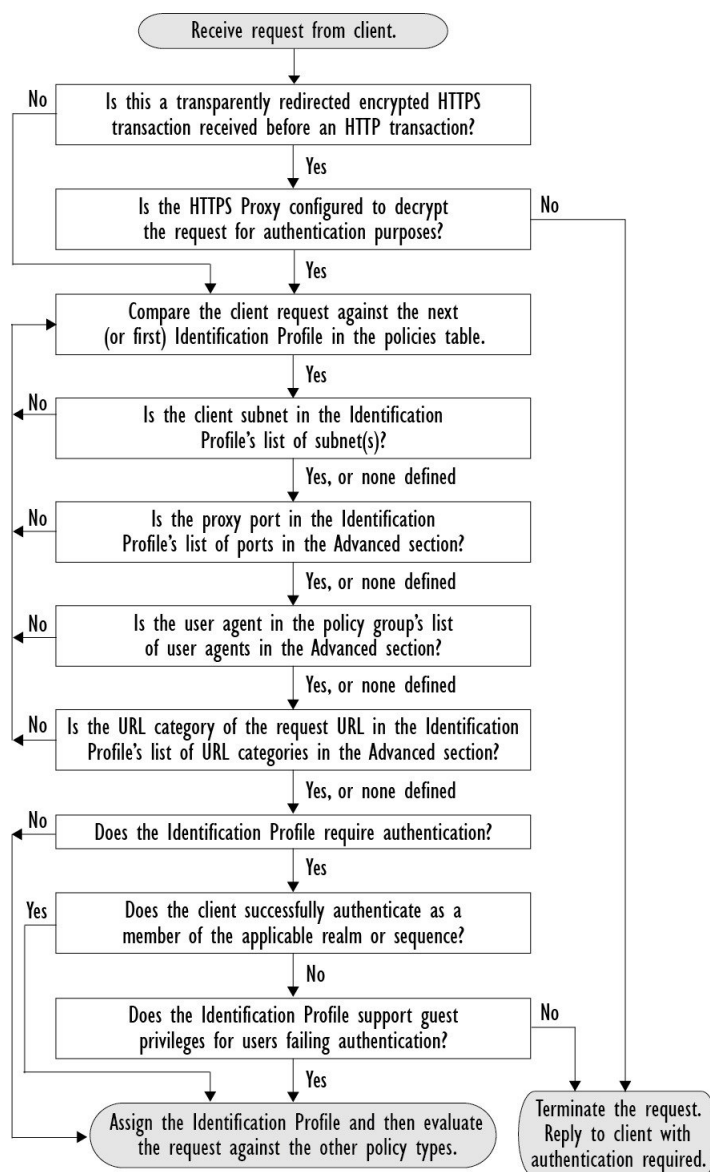 Receive request from client.
No
Is this a transparently redirected encrypted HTTPS
transaction received before an HTTP transaction?
Yes
Is the HTTPS Proxy configured to decrypt
the request for authentication purposes?
No
Yes
Compare the client request against the next
(or first) Identification Profile in the policies table.
Yes
No
Is the client subnet in the Identification
Profile's list of subnet(s)?
Yes, or none defined
No
Is the proxy port in the Identification
Profile's list of ports in the Advanced section?
Yes, or none defined
No
Is the user agent in the policy group's list
of user agents in the Advanced section?
Yes, or none defined
No
Is the URL category of the request URL in the Identification
Profile's list of URL categories in the Advanced section?
Yes, or none defined
No
Does the Identification Profile require authentication?
Yes
Yes
Does the client successfully authenticate as a
member of the applicable realm or sequence?
No
Does the Identification Profile support guest
privileges for users failing authentication?
No
Yes
Assign the Identification Profile and then evaluate
the request against the other policy types.
Terminate the request.
Reply to client with
authentication required.